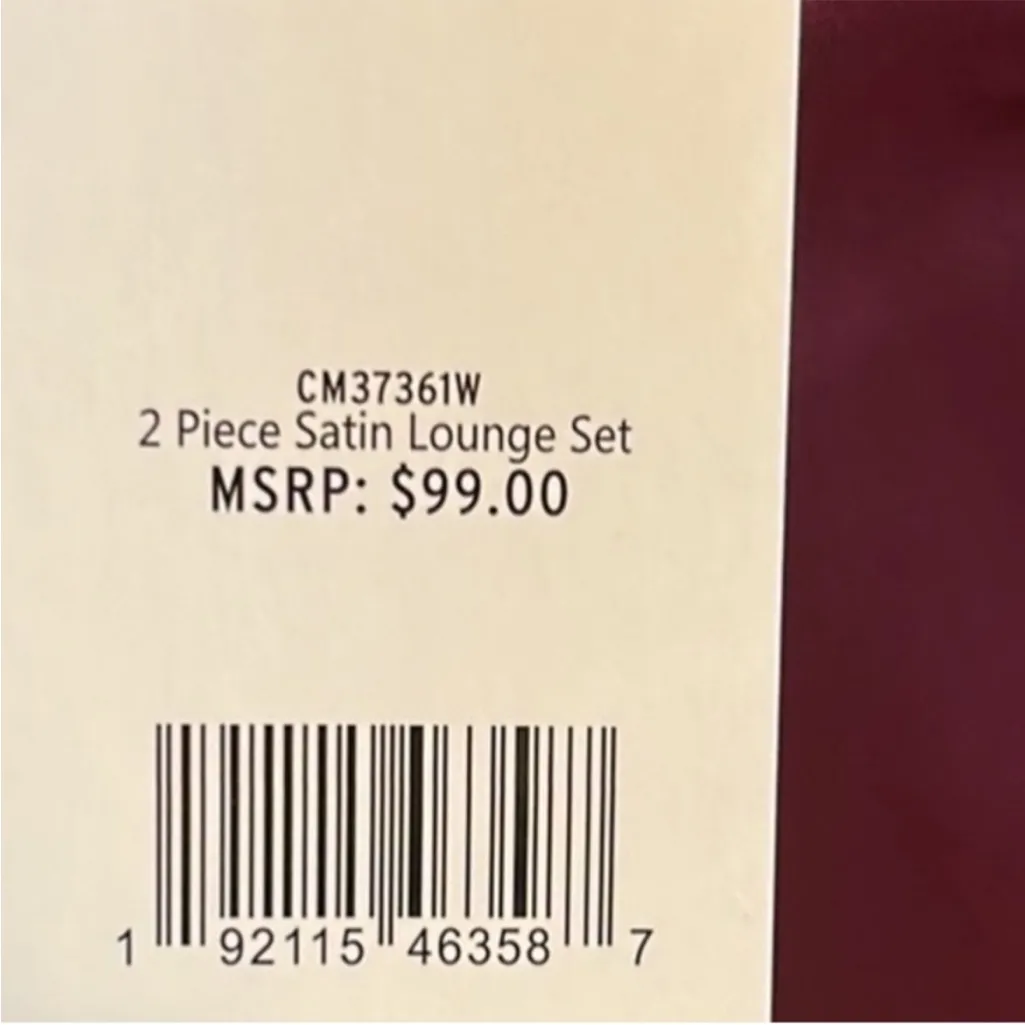 CM37361W
2 Piece Satin Lounge Set
MSRP: $99.00
1 92115 46358 7